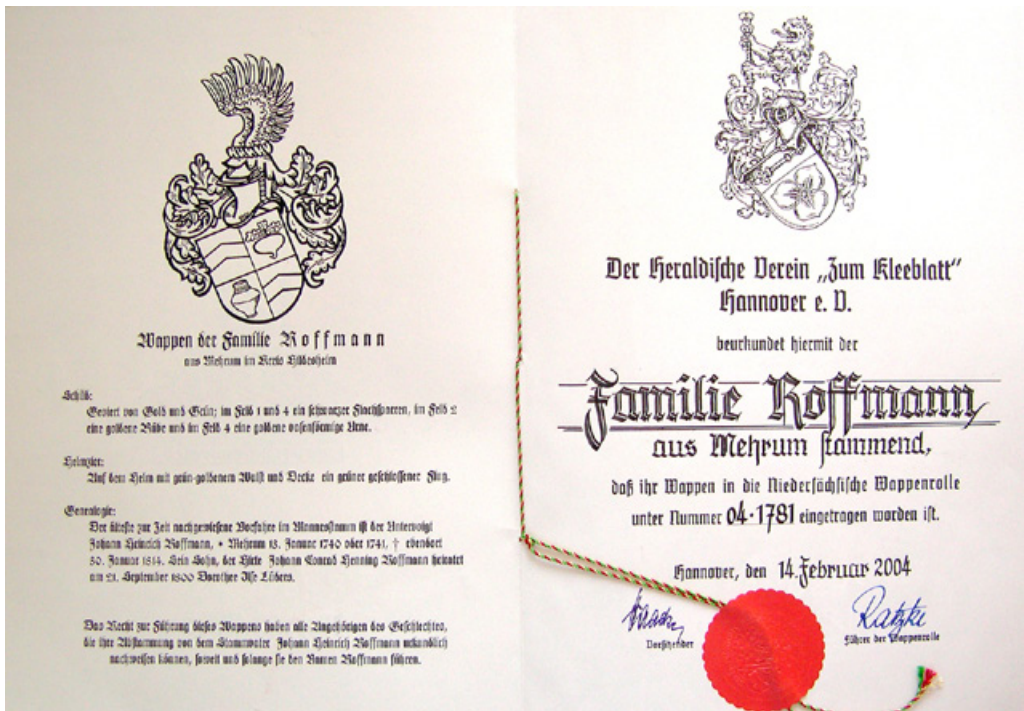 Wappen der Familie Roffmann
aus Mehrum im Kreis Hildesheim
Schild:
Geviert von Gold und Grün; im Feld 1 und 4 ein schwarzer Flachsparren, im Feld 2
eine goldene Rübe und im Feld 4 eine goldene vasenförmige Urne.
Helmzier:
Auf dem Helm mit grün-goldenem Wulst und Decke ein grüner geschlossener Flug.
Genealogie:
Der älteste zur Zeit nachgewiesene Vorfahre im Mannesstamm ist der Untervoigt
Johann Heinrich Roffmann, * Mehrum 13. Januar 1740 oder 1741, † ebendort
30. Januar 1814. Sein Sohn, der Hirte Johann Conrad Henning Roffmann heiratet
am 21. September 1800 Dorothee Ilse Lüders.
Das Recht zur Führung dieses Wappens haben alle Angehörigen des Geschlechtes,
die ihre Abstammung von dem Stammvater Johann Heinrich Roffmann urkundlich
nachweisen können, soweit und solange sie den Namen Roffmann führen.
Der Heraldische Verein „Zum Kleeblatt“
Hannover e. V.
beurkundet hiermit der
Familie Roffmann
aus Mehrum stammend,
daß ihr Wappen in die Niedersächsische Wappenrolle
unter Nummer 04-1781 eingetragen worden ist.
Hannover, den 14. Februar 2004
Ratzke
Vorsitzender
Führer der Wappenrolle